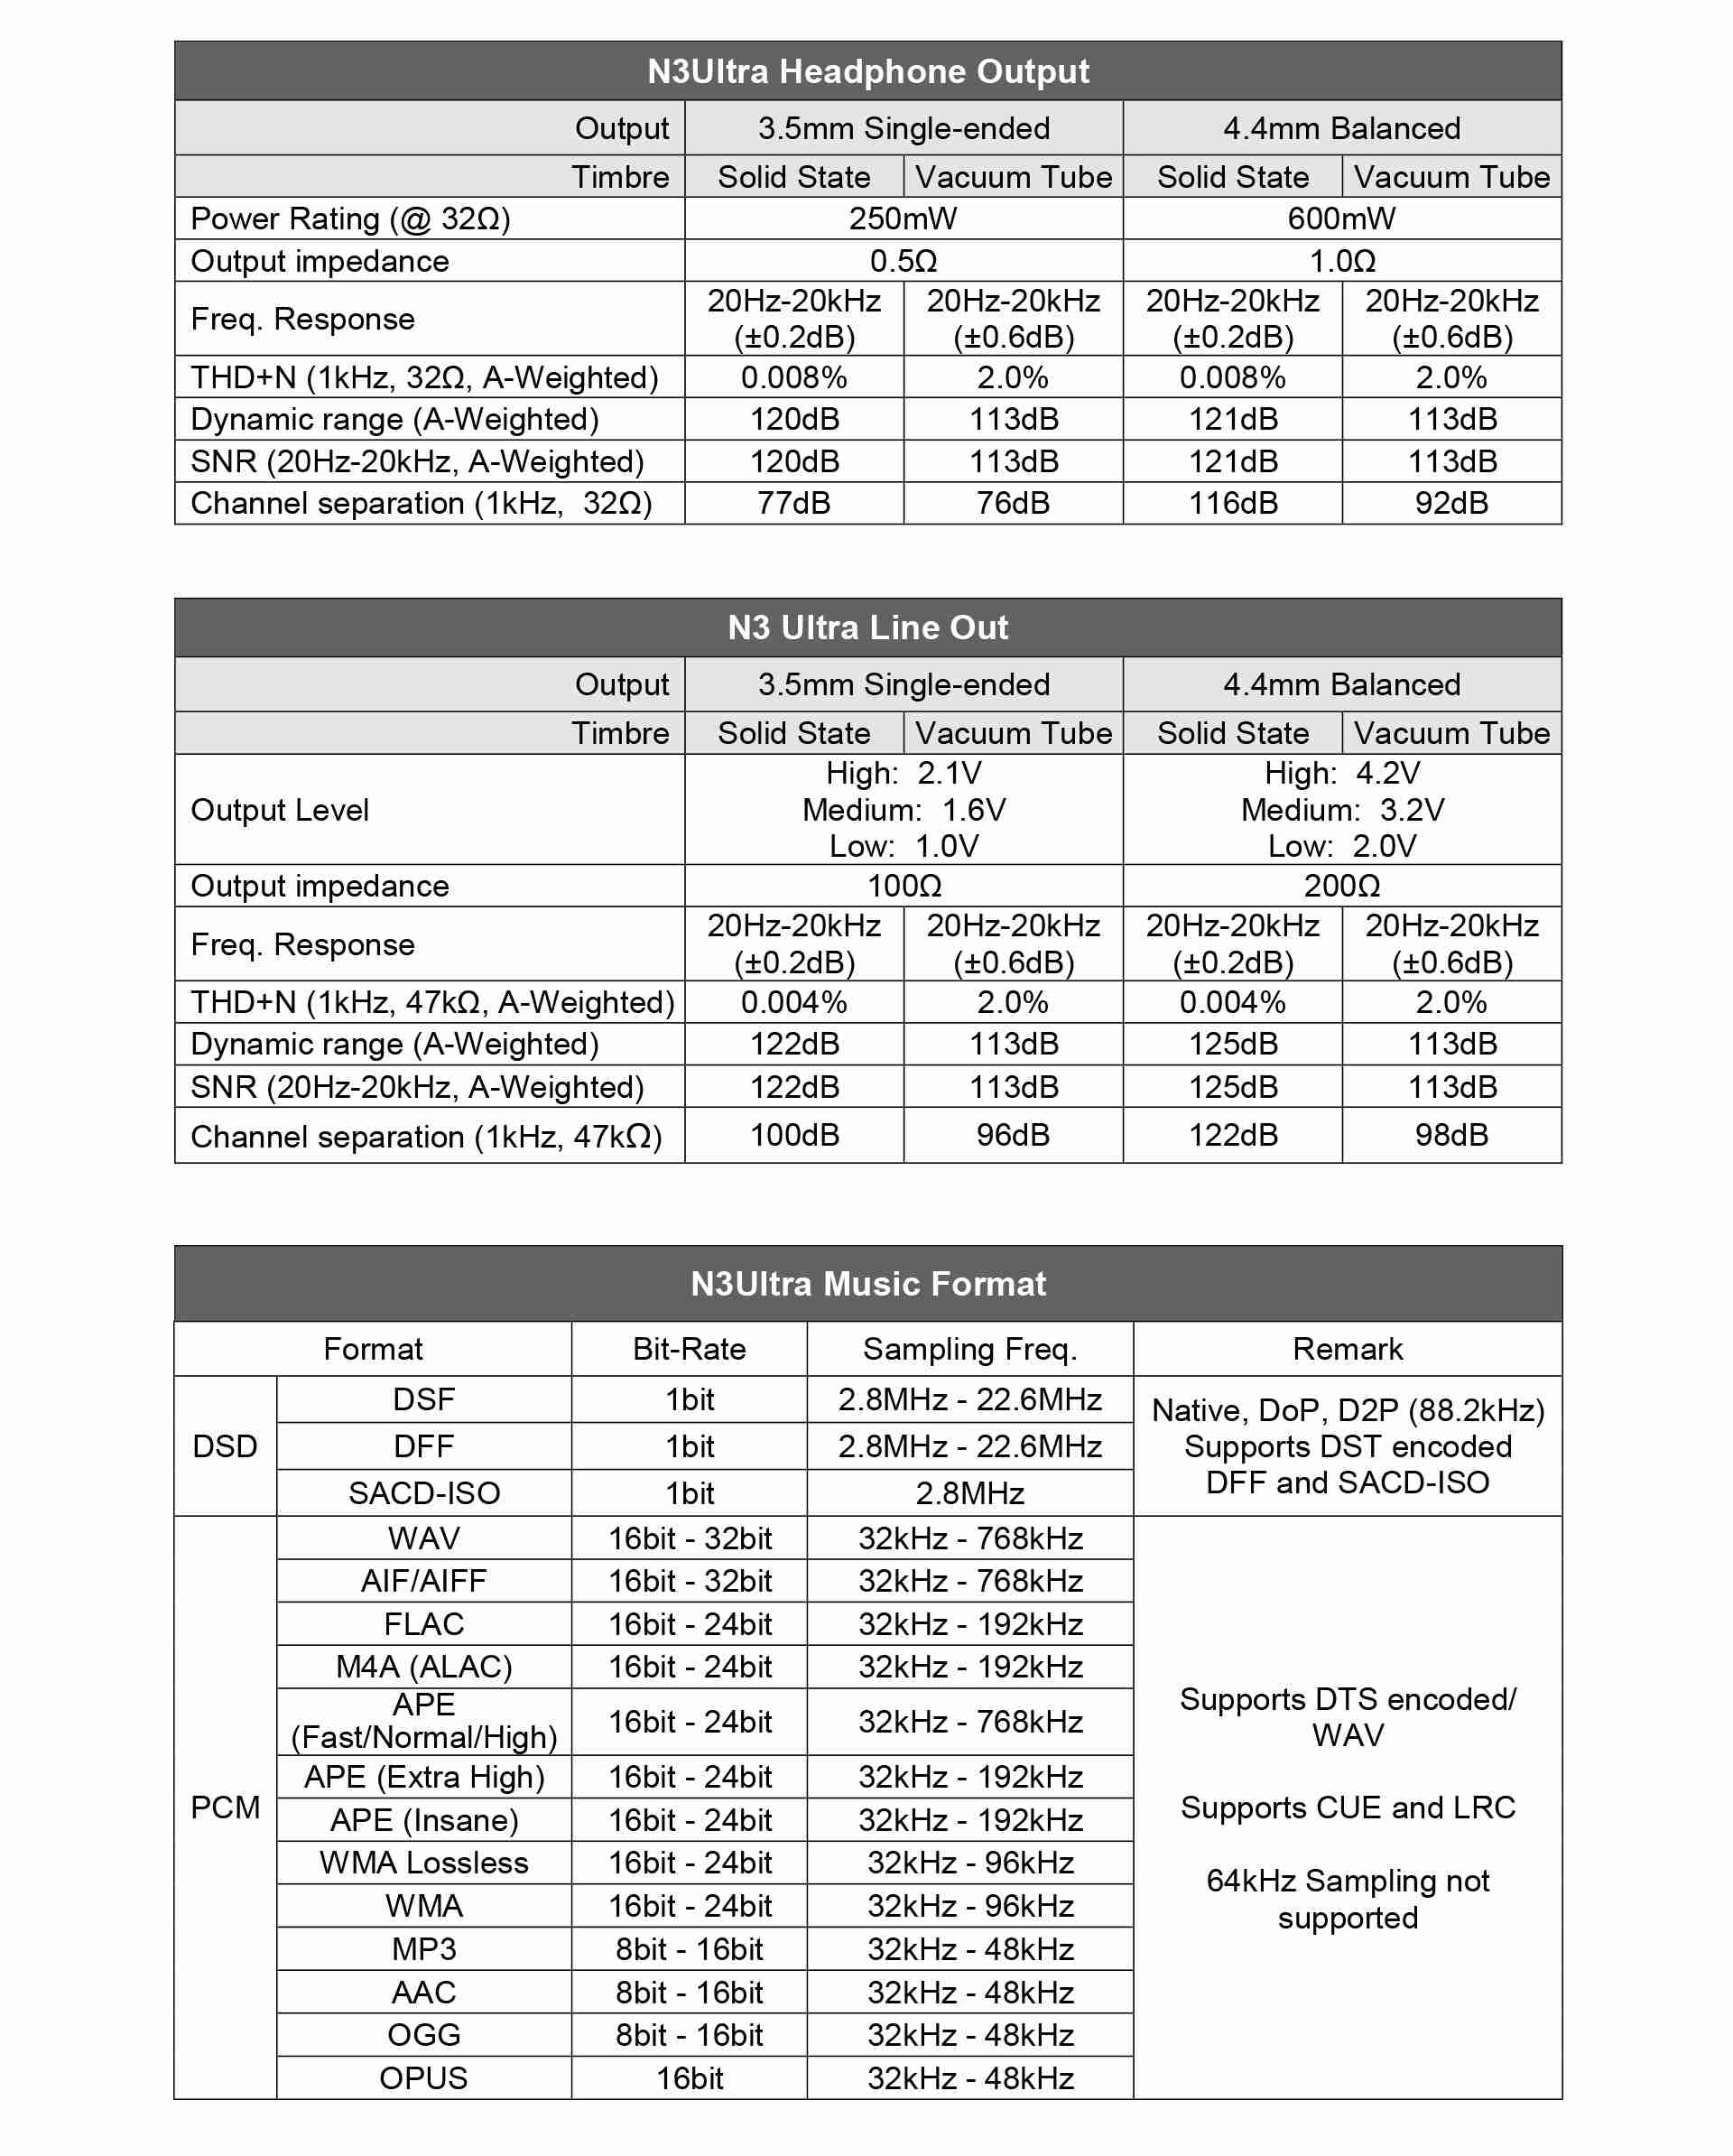 N3Ultra Headphone Output
Output 3.5mm Single-ended 4.4mm Balanced
Timbre Solid State Vacuum Tube Solid State Vacuum Tube
Power Rating (@ 32Ω) 250mW 600mW
Output impedance 0.5Ω 1.0Ω
Freq. Response 20Hz-20kHz (±0.2dB) 20Hz-20kHz (±0.6dB) 20Hz-20kHz (±0.2dB) 20Hz-20kHz (±0.6dB)
THD+N (1kHz, 32Ω, A-Weighted) 0.008% 2.0% 0.008% 2.0%
Dynamic range (A-Weighted) 120dB 113dB 121dB 113dB
SNR (20Hz-20kHz, A-Weighted) 120dB 113dB 121dB 113dB
Channel separation (1kHz, 32Ω) 77dB 76dB 116dB 92dB
N3 Ultra Line Out
Output 3.5mm Single-ended 4.4mm Balanced
Timbre Solid State Vacuum Tube Solid State Vacuum Tube
Output Level
High: 2.1V High: 4.2V
Medium: 1.6V Medium: 3.2V
Low: 1.0V Low: 2.0V
Output impedance 100Ω 200Ω
Freq. Response 20Hz-20kHz (±0.2dB) 20Hz-20kHz (±0.6dB) 20Hz-20kHz (±0.2dB) 20Hz-20kHz (±0.6dB)
THD+N (1kHz, 47kΩ, A-Weighted) 0.004% 2.0% 0.004% 2.0%
Dynamic range (A-Weighted) 122dB 113dB 125dB 113dB
SNR (20Hz-20kHz, A-Weighted) 122dB 113dB 125dB 113dB
Channel separation (1kHz, 47kΩ) 100dB 96dB 122dB 98dB
N3Ultra Music Format
Format Bit-Rate Sampling Freq. Remark
DSD
DSF 1bit 2.8MHz - 22.6MHz
DFF 1bit 2.8MHz - 22.6MHz
SACD-ISO 1bit 2.8MHz
Native, DoP, D2P (88.2kHz)
Supports DST encoded
DFF and SACD-ISO
PCM
WAV 16bit - 32bit 32kHz - 768kHz
AIF/AIFF 16bit - 32bit 32kHz - 768kHz
FLAC 16bit - 24bit 32kHz - 192kHz
M4A (ALAC) 16bit - 24bit 32kHz - 192kHz
APE (Fast/Normal/High) 16bit - 24bit 32kHz - 768kHz
APE (Extra High) 16bit - 24bit 32kHz - 192kHz
APE (Insane) 16bit - 24bit 32kHz - 192kHz
WMA Lossless 16bit - 24bit 32kHz - 96kHz
WMA 16bit - 24bit 32kHz - 96kHz
MP3 8bit - 16bit 32kHz - 48kHz
AAC 8bit - 16bit 32kHz - 48kHz
OGG 8bit - 16bit 32kHz - 48kHz
OPUS 16bit 32kHz - 48kHz
Supports DTS encoded/
WAV
Supports CUE and LRC
64kHz Sampling not
supported